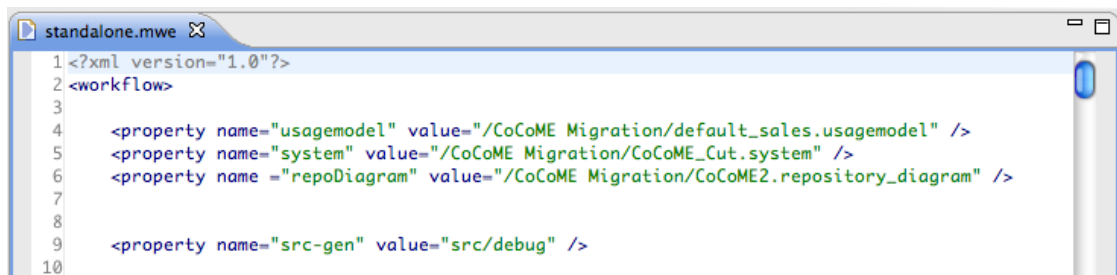 standalone.mwe
1 <?xml version="1.0"?>
2 <workflow>
3
4 <property name="usagemodel" value="/CoCoME Migration/default_sales.usagemodel" />
5 <property name="system" value="/CoCoME Migration/CoCoME_Cut.system" />
6 <property name ="repoDiagram" value="/CoCoME Migration/CoCoME2.repository_diagram" />
7
8
9 <property name="src-gen" value="src/debug" />
10